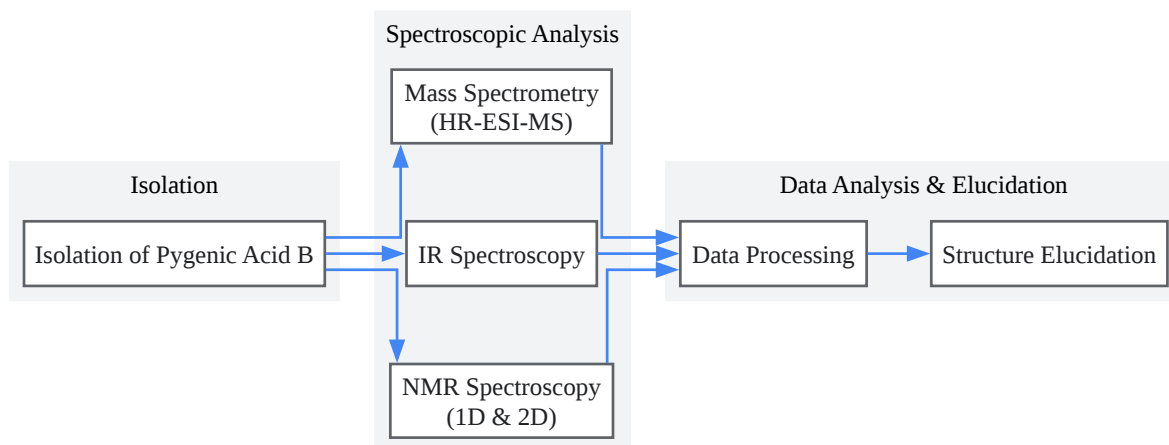 Spectroscopic Analysis
Mass Spectrometry
(HR-ESI-MS)
Isolation
Isolation of Pygenic Acid B
IR Spectroscopy
NMR Spectroscopy
(1D & 2D)
Data Analysis & Elucidation
Data Processing
Structure Elucidation